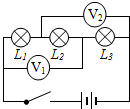 V₂
L₁ L₂ L₃
V₁